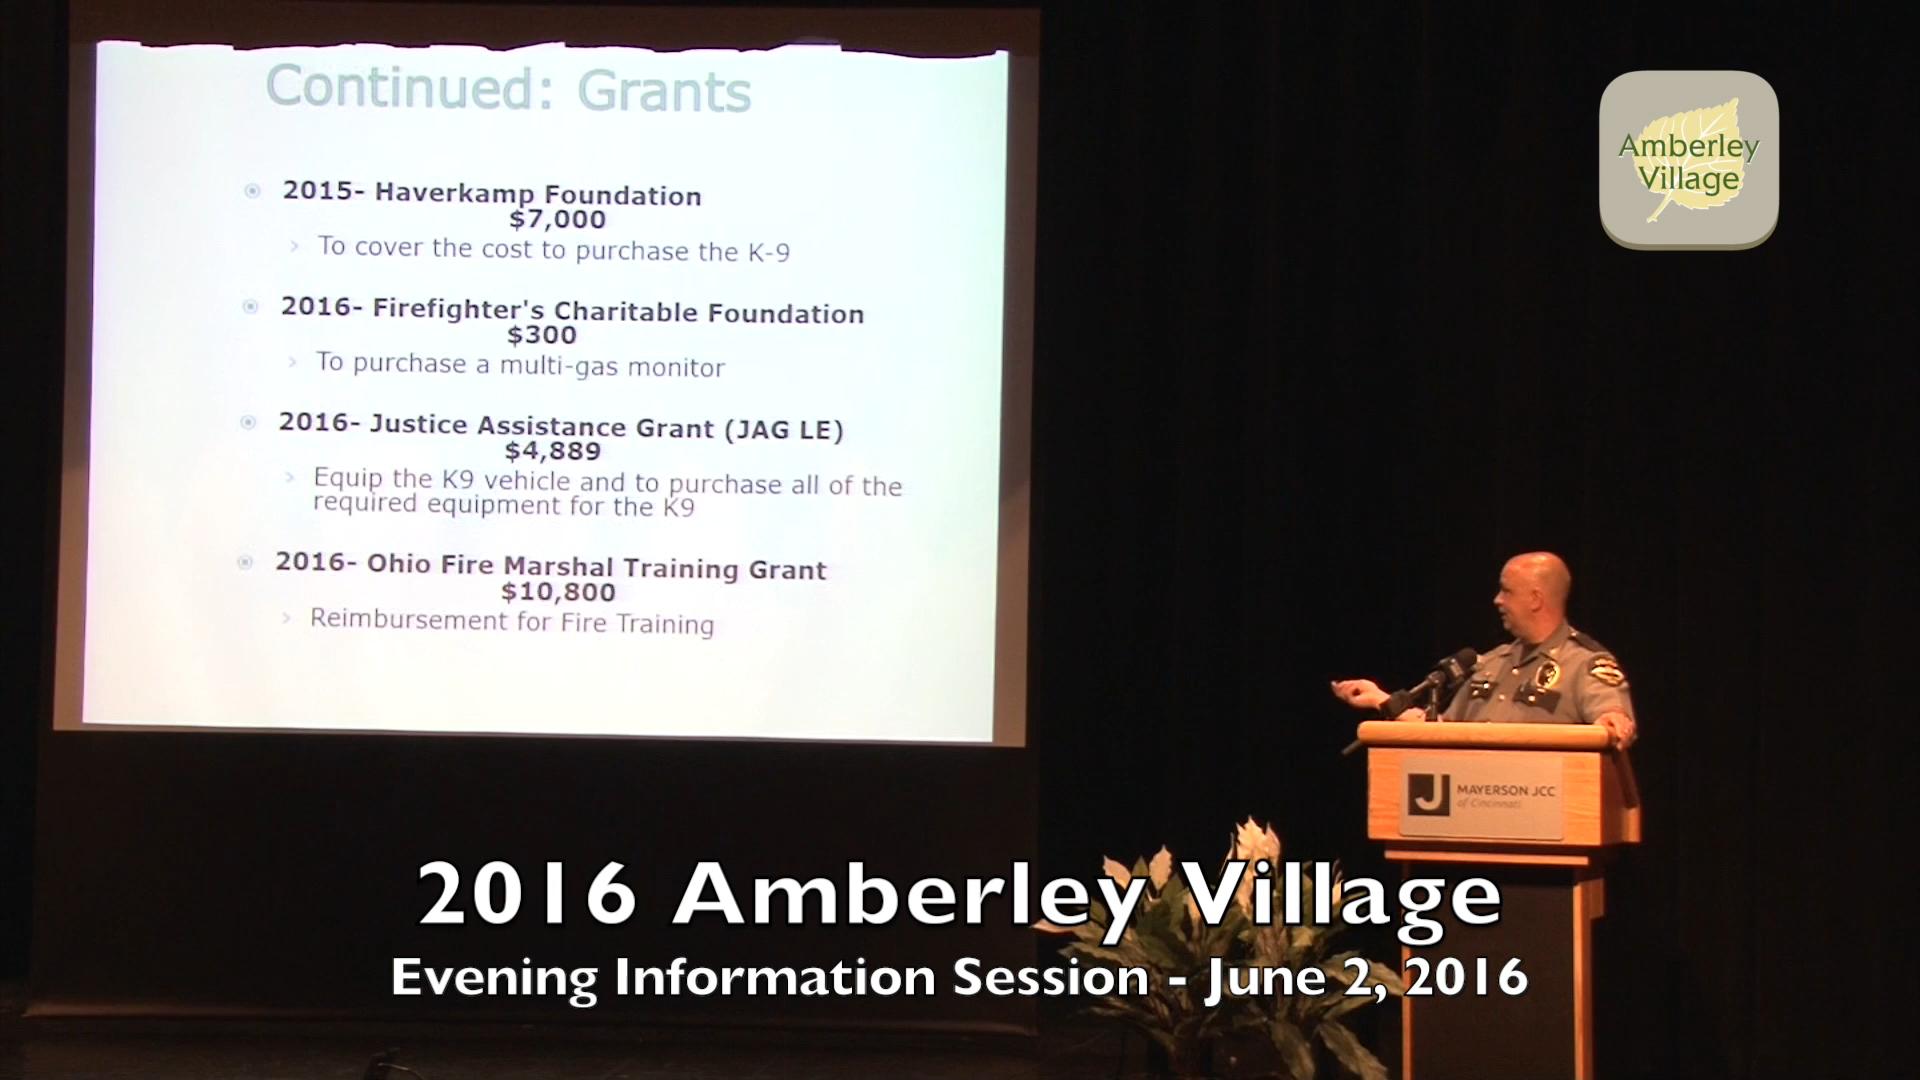 Continued: Grants
2015- Haverkamp Foundation
$7,000
To cover the cost to purchase the K-9
2016- Firefighter's Charitable Foundation
$300
To purchase a multi-gas monitor
2016- Justice Assistance Grant (JAG LE)
$4,889
Equip the K9 vehicle and to purchase all of the
required equipment for the K9
2016- Ohio Fire Marshal Training Grant
$10,800
Reimbursement for Fire Training
Amberley
Village
J
MAYERSON JCC
of Cincinnati
2016 Amberley Village
Evening Information Session - June 2, 2016